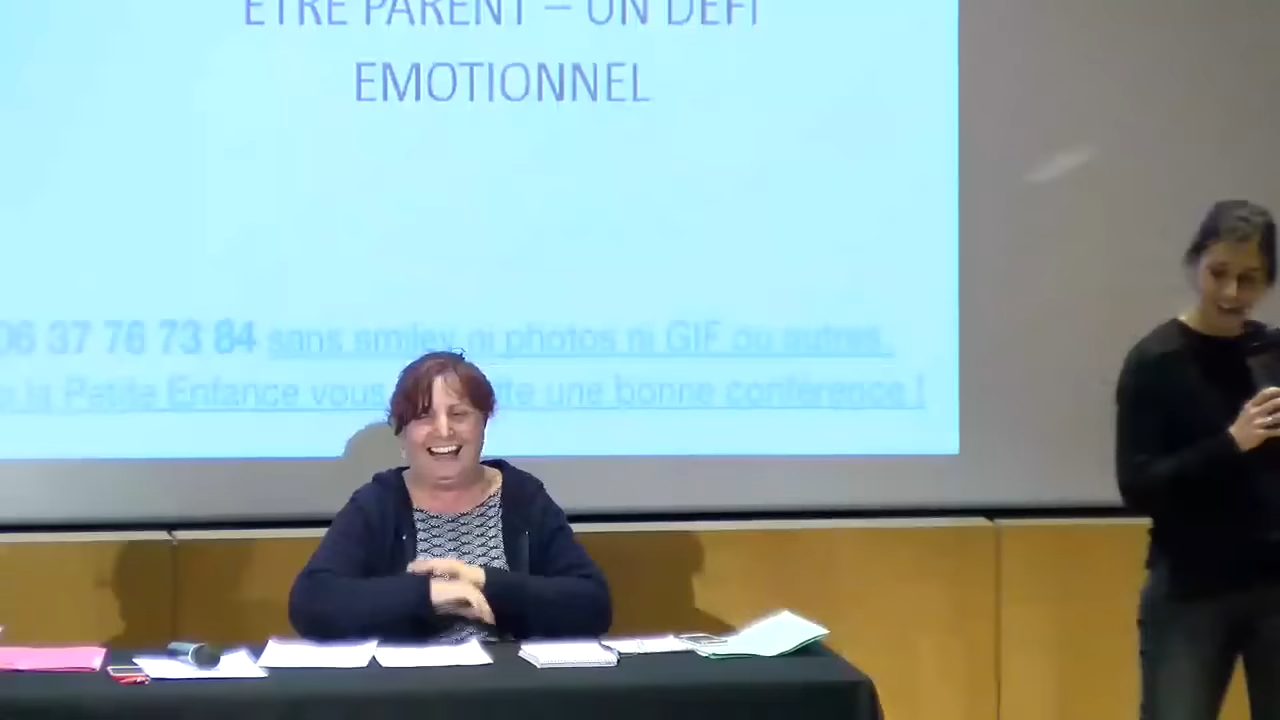 ETRE PARENT – UN DEFI
EMOTIONNEL
06 37 76 73 84 sans smiley ni photos ni GIF ou autres.
la Petite Enfance vous une bonne conférence !